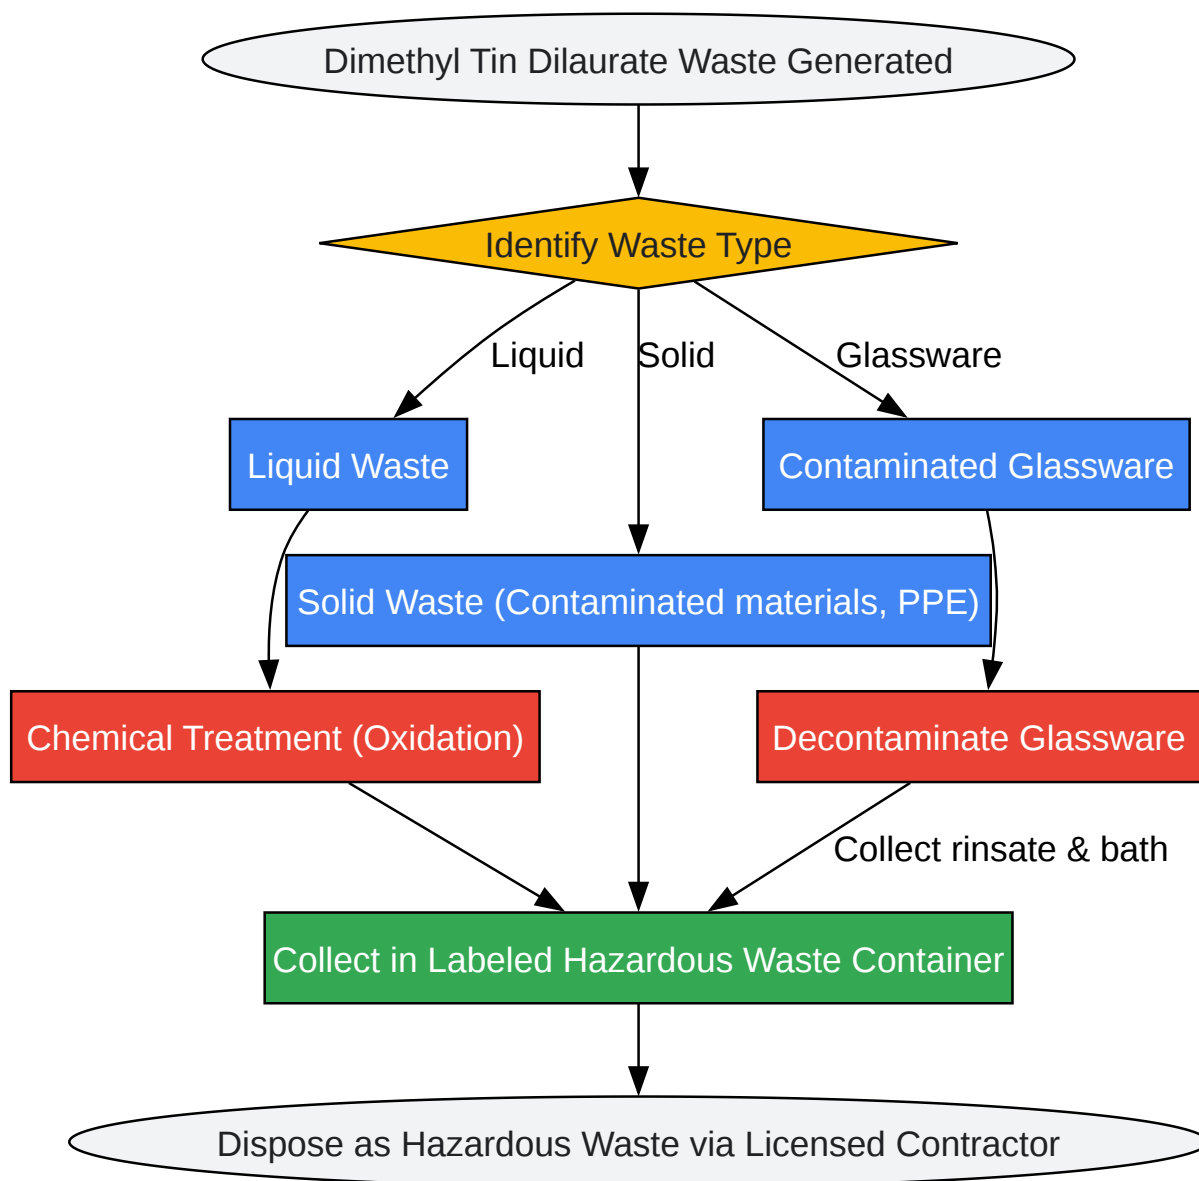 Dimethyl Tin Dilaurate Waste Generated
Identify Waste Type
Liquid
Solid
Glassware
Liquid Waste
Contaminated Glassware
Solid Waste (Contaminated materials, PPE)
Chemical Treatment (Oxidation)
Decontaminate Glassware
Collect rinsate & bath
Collect in Labeled Hazardous Waste Container
Dispose as Hazardous Waste via Licensed Contractor